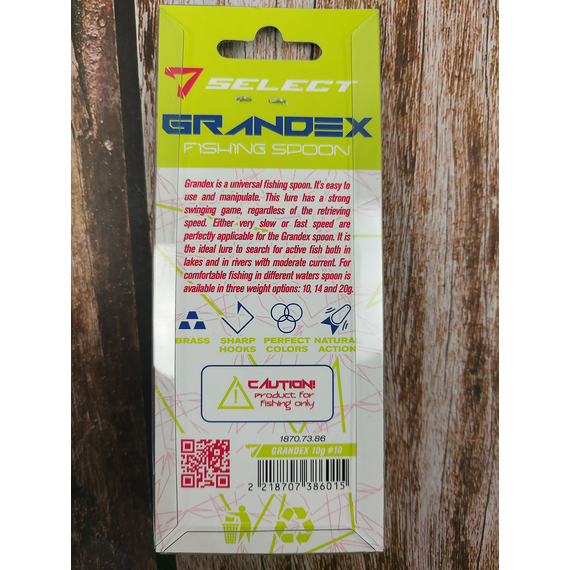 SELECT
GRANDEX
FISHING SPOON
Grandex is a universal fishing spoon. It's easy to
use and manipulate. This lure has a strong
swinging game, regardless of the retrieving
speed. Either very slow or fast speed are
perfectly applicable for the Grandex spoon. It is
the ideal lure to search for active fish both in
lakes and in rivers with moderate current. For
comfortable fishing in different waters spoon is
available in three weight options: 10, 14 and 20g.
BRASS SHARP HOOKS PERFECT COLORS NATURAL ACTION
CAUTION!
Product for
fishing only
1870.73.86
GRANDEX 10g #10
2 218707 386015